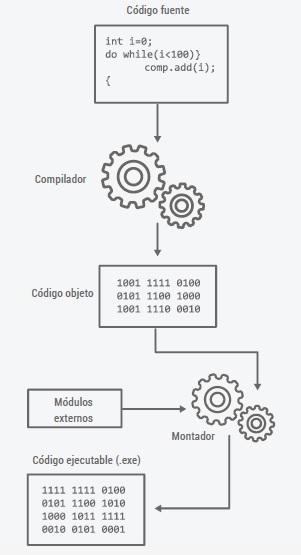 Código fuente
int i=0;
do while(i<100)}
comp.add(i);
{
Compilador
Código objeto
1001 1111 0100
0101 1100 1000
1001 1110 0010
Módulos
externos
Montador
Código ejecutable (.exe)
1111 1111 0100
0101 1100 1010
1000 1011 1111
0010 0101 0001